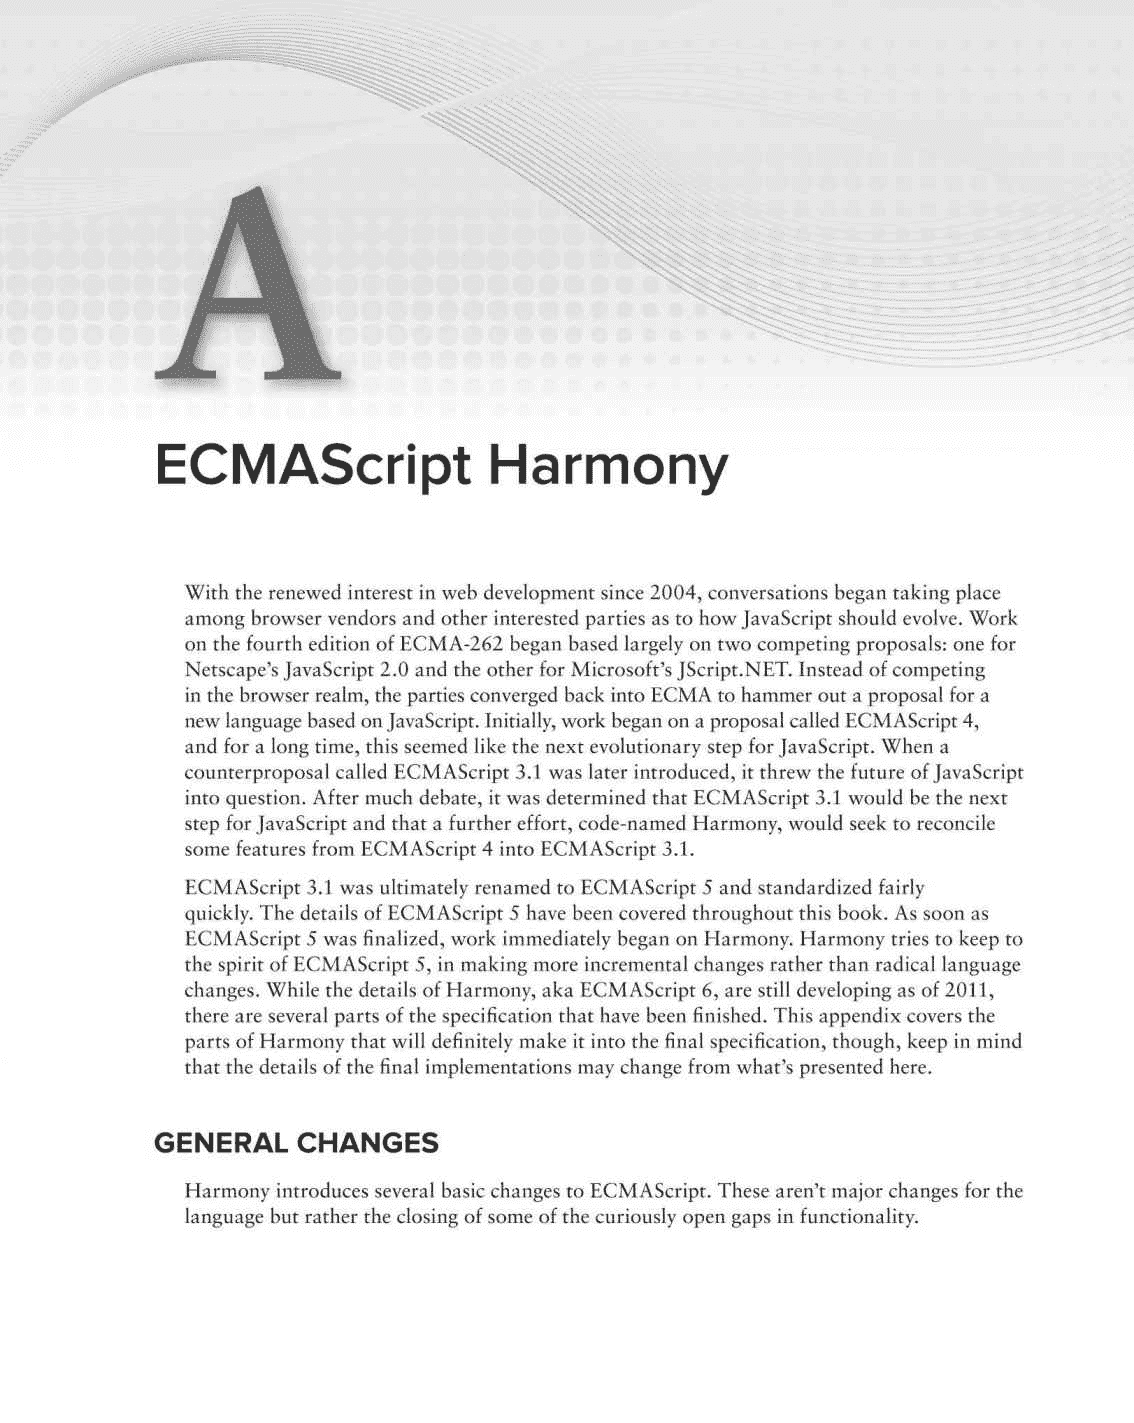 A
ECMAScript Harmony
With the renewed interest in web development since 2004, conversations began taking place
among browser vendors and other interested parties as to how JavaScript should evolve. Work
on the fourth edition of ECMA-262 began based largely on two competing proposals: one for
Netscape's JavaScript 2.0 and the other for Microsoft's JScript.NET. Instead of competing
in the browser realm, the parties converged back into ECMA to hammer out a proposal for a
new language based on JavaScript. Initially, work began on a proposal called ECMAScript 4,
and for a long time, this seemed like the next evolutionary step for JavaScript. When a
counterproposal called ECMAScript 3.1 was later introduced, it threw the future of JavaScript
into question. After much debate, it was determined that ECMAScript 3.1 would be the next
step for JavaScript and that a further effort, code-named Harmony, would seek to reconcile
some features from ECMAScript 4 into ECMAScript 3.1.
ECMAScript 3.1 was ultimately renamed to ECMAScript 5 and standardized fairly
quickly. The details of ECMAScript 5 have been covered throughout this book. As soon as
ECMAScript 5 was finalized, work immediately began on Harmony. Harmony tries to keep to
the spirit of ECMAScript 5, in making more incremental changes rather than radical language
changes. While the details of Harmony, aka ECMAScript 6, are still developing as of 2011,
there are several parts of the specification that have been finished. This appendix covers the
parts of Harmony that will definitely make it into the final specification, though, keep in mind
that the details of the final implementations may change from what's presented here.
GENERAL CHANGES
Harmony introduces several basic changes to ECMAScript. These aren't major changes for the
language but rather the closing of some of the curiously open gaps in functionality.